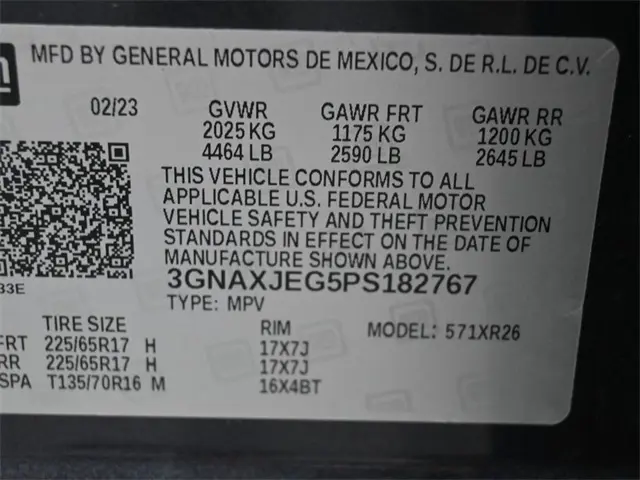 m
MFD BY GENERAL MOTORS DE MEXICO, S. DE R.L. DE C.V.
02/23 GVWR GAWR FRT GAWR RR
2025 KG 1175 KG 1200 KG
4464 LB 2590 LB 2645 LB
THIS VEHICLE CONFORMS TO ALL
APPLICABLE U.S. FEDERAL MOTOR
VEHICLE SAFETY AND THEFT PREVENTION
STANDARDS IN EFFECT ON THE DATE OF
MANUFACTURE SHOWN ABOVE.
3GNAXJEG5PS182767
33E
TYPE: MPV
TIRE SIZE RIM MODEL: 571XR26
FRT 225/65R17 H 17X7J
RR 225/65R17 H 17X7J
SPA T135/70R16 M 16X4BT